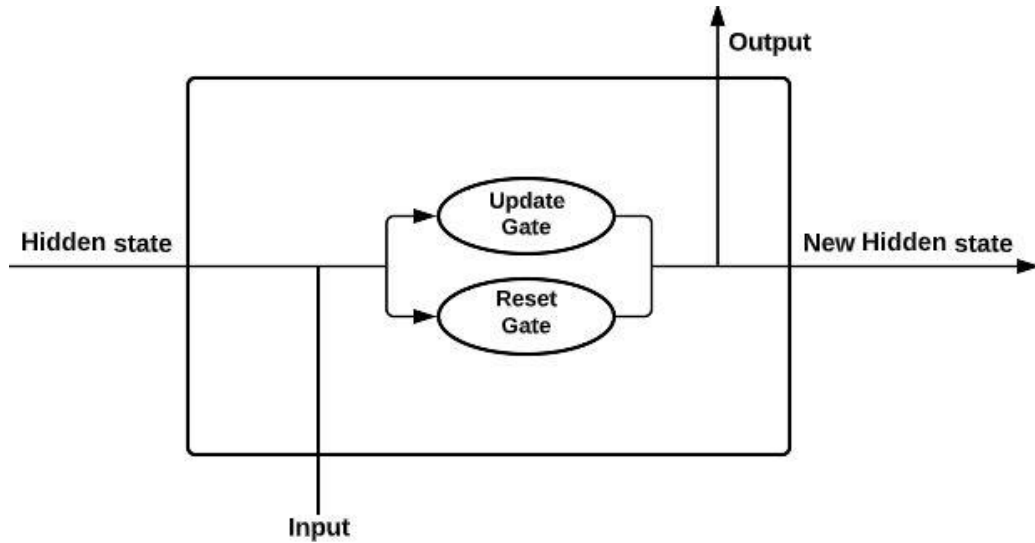 Output
Update
Gate
Hidden state
New Hidden state
Reset
Gate
Input